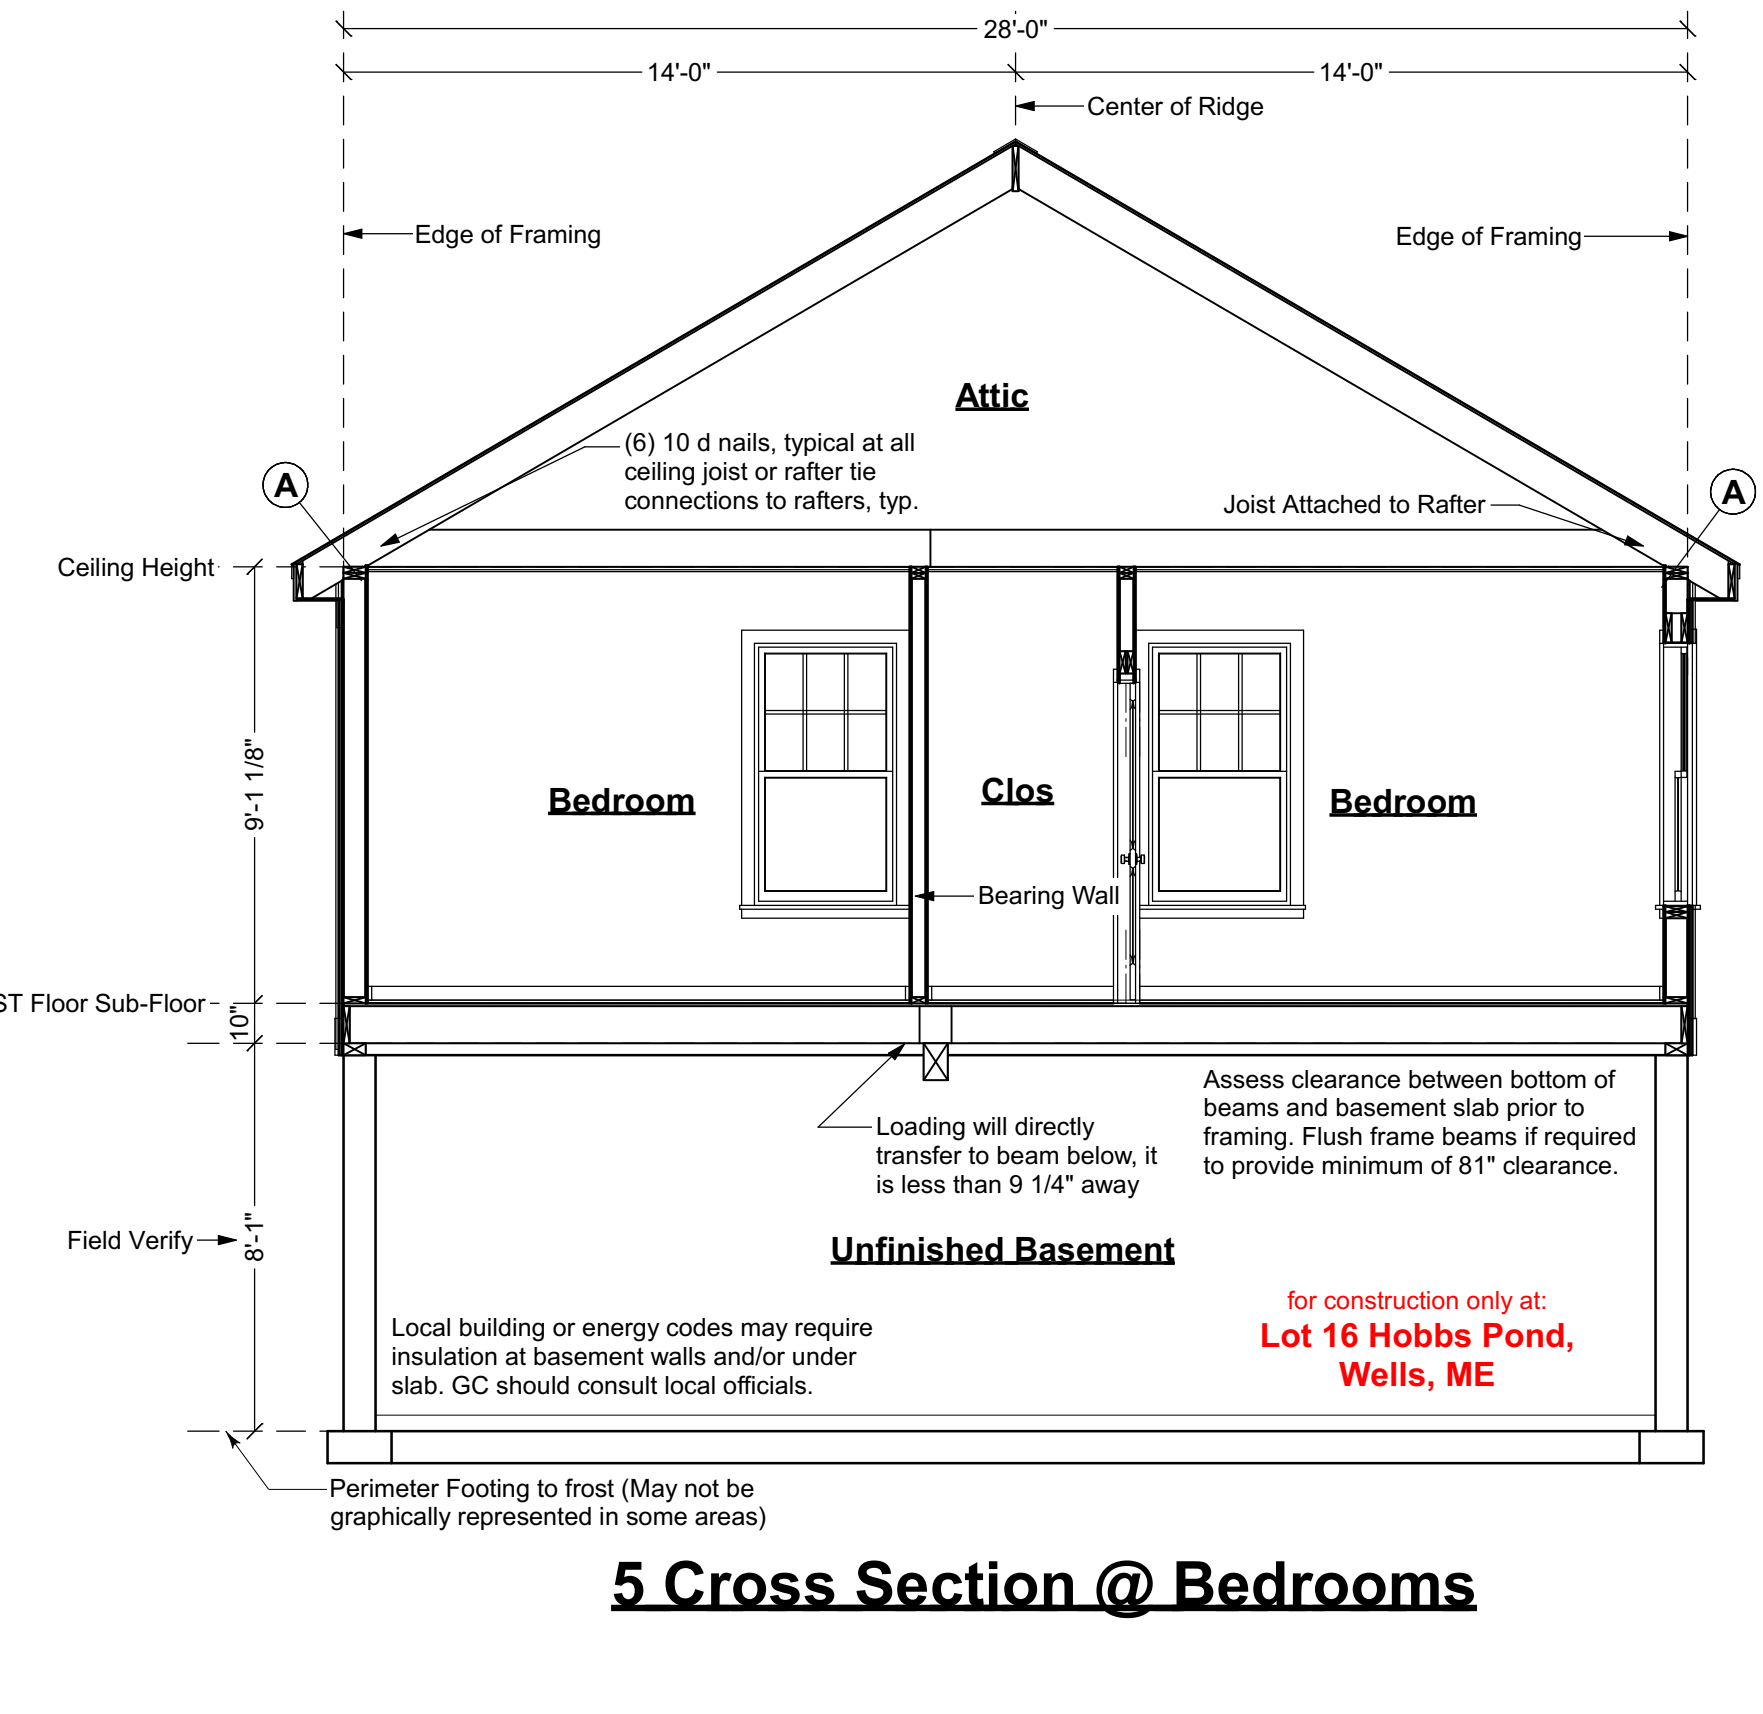 28'-0"
14'-0"
14'-0"
Center of Ridge
Edge of Framing
Edge of Framing
Attic
(6) 10 d nails, typical at all
ceiling joist or rafter tie
connections to rafters, typ.
A
Joist Attached to Rafter
A
Ceiling Height
9'-1 1/8"
Bedroom
Clos
Bedroom
Bearing Wall
ST Floor Sub-Floor
10"
Assess clearance between bottom of
beams and basement slab prior to
framing. Flush frame beams if required
to provide minimum of 81" clearance.
Loading will directly
transfer to beam below, it
is less than 9 1/4" away
Field Verify
8'-1"
Unfinished Basement
for construction only at:
Lot 16 Hobbs Pond,
Wells, ME
Local building or energy codes may require
insulation at basement walls and/or under
slab. GC should consult local officials.
Perimeter Footing to frost (May not be
graphically represented in some areas)
5 Cross Section @ Bedrooms